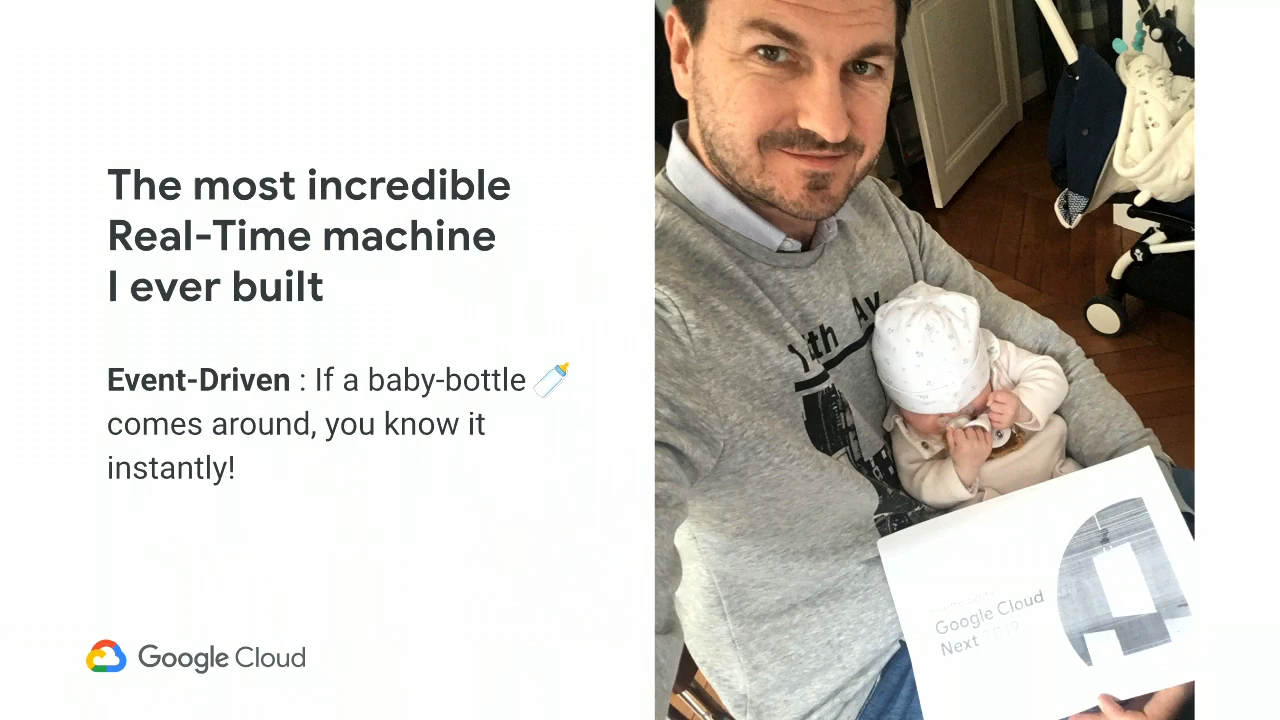 The most incredible
Real-Time machine
I ever built
Event-Driven : If a baby-bottle 🍼
comes around, you know it
instantly!
Google Cloud
Google Cloud
Next 2019